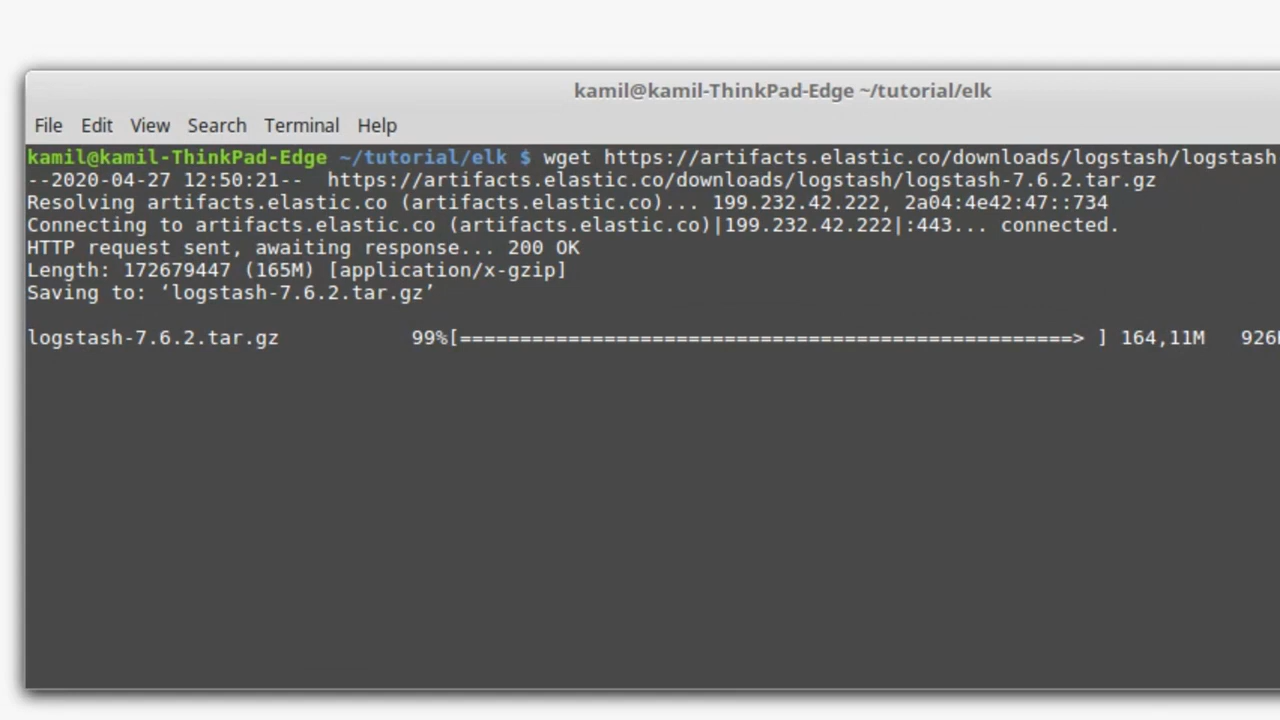 kamil@kamil-ThinkPad-Edge ~/tutorial/elk
File Edit View Search Terminal Help
kamil@kamil-ThinkPad-Edge ~/tutorial/elk $ wget https://artifacts.elastic.co/downloads/logstash/logstash
--2020-04-27 12:50:21--  https://artifacts.elastic.co/downloads/logstash/logstash-7.6.2.tar.gz
Resolving artifacts.elastic.co (artifacts.elastic.co)... 199.232.42.222, 2a04:4e42:47::734
Connecting to artifacts.elastic.co (artifacts.elastic.co)|199.232.42.222|:443... connected.
HTTP request sent, awaiting response... 200 OK
Length: 172679447 (165M) [application/x-gzip]
Saving to: ‘logstash-7.6.2.tar.gz’
logstash-7.6.2.tar.gz           99%[===================================================> ] 164,11M   926